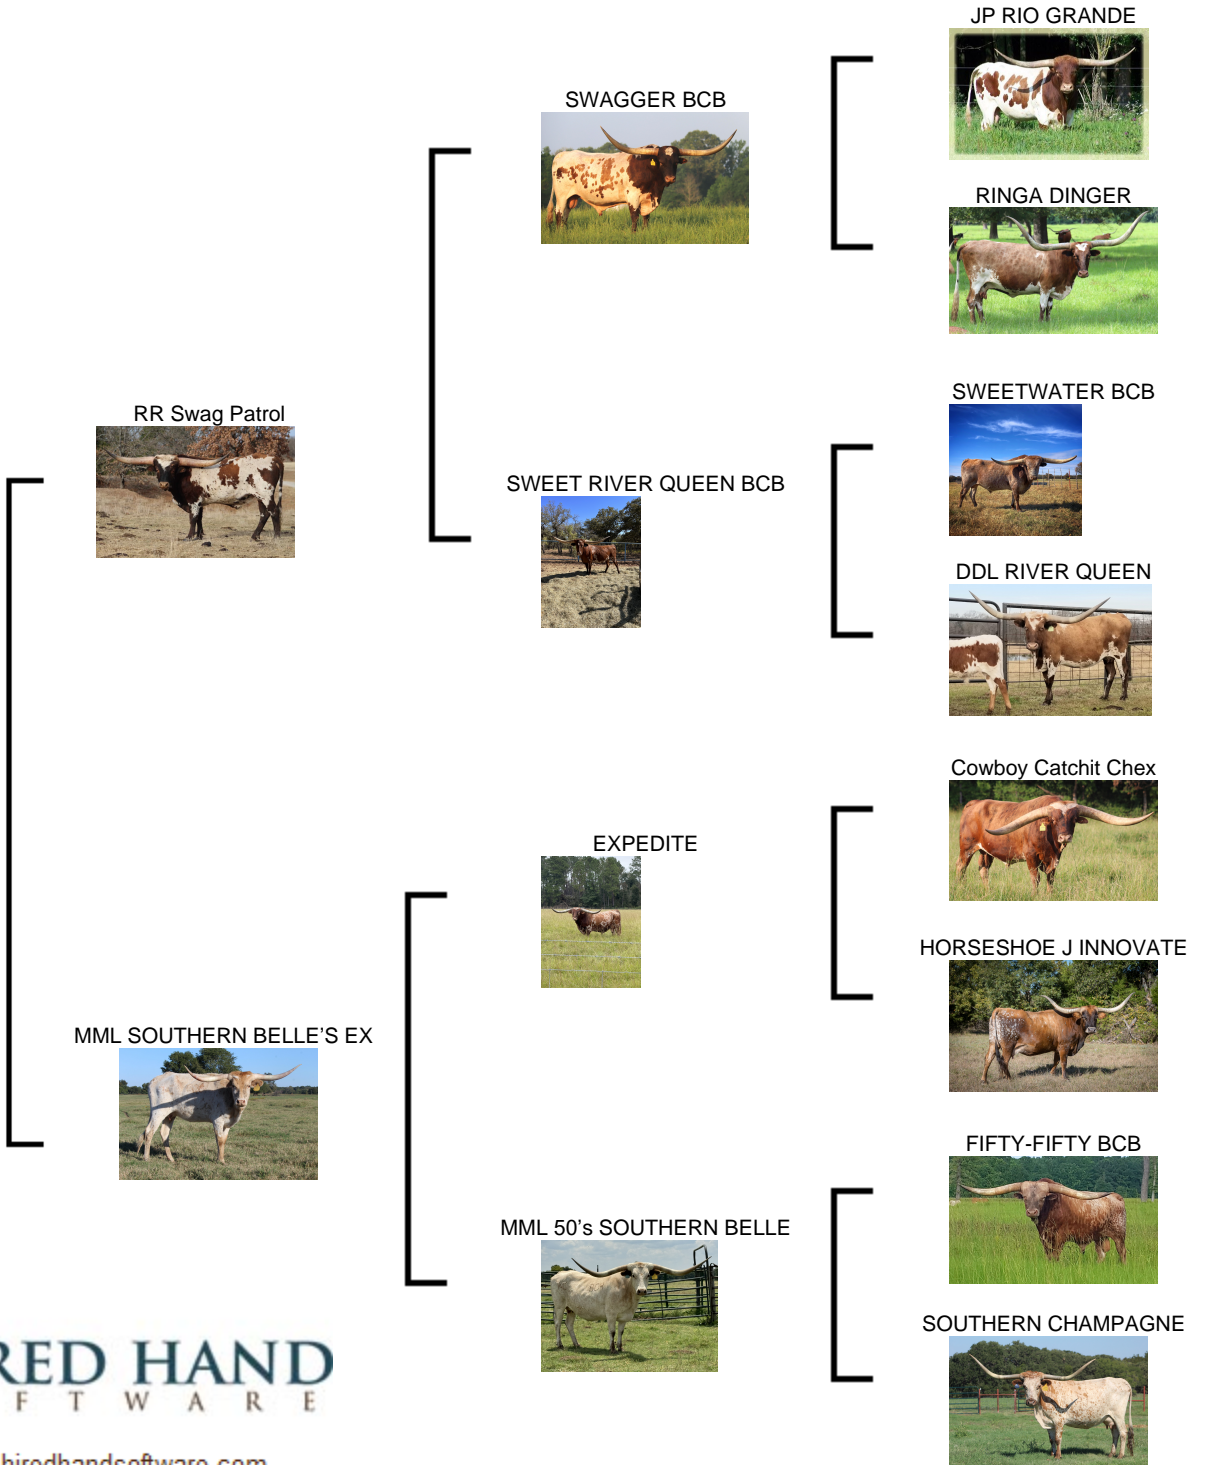 JP RIO GRANDE
SWAGGER BCB
RINGA DINGER
SWEETWATER BCB
RR Swag Patrol
SWEET RIVER QUEEN BCB
DDL RIVER QUEEN
Cowboy Catchit Chex
EXPEDITE
HORSESHOE J INNOVATE
MML SOUTHERN BELLE'S EX
FIFTY-FIFTY BCB
MML 50's SOUTHERN BELLE
SOUTHERN CHAMPAGNE
RED HAND
F T W A R E
hiredhandsoftware.com